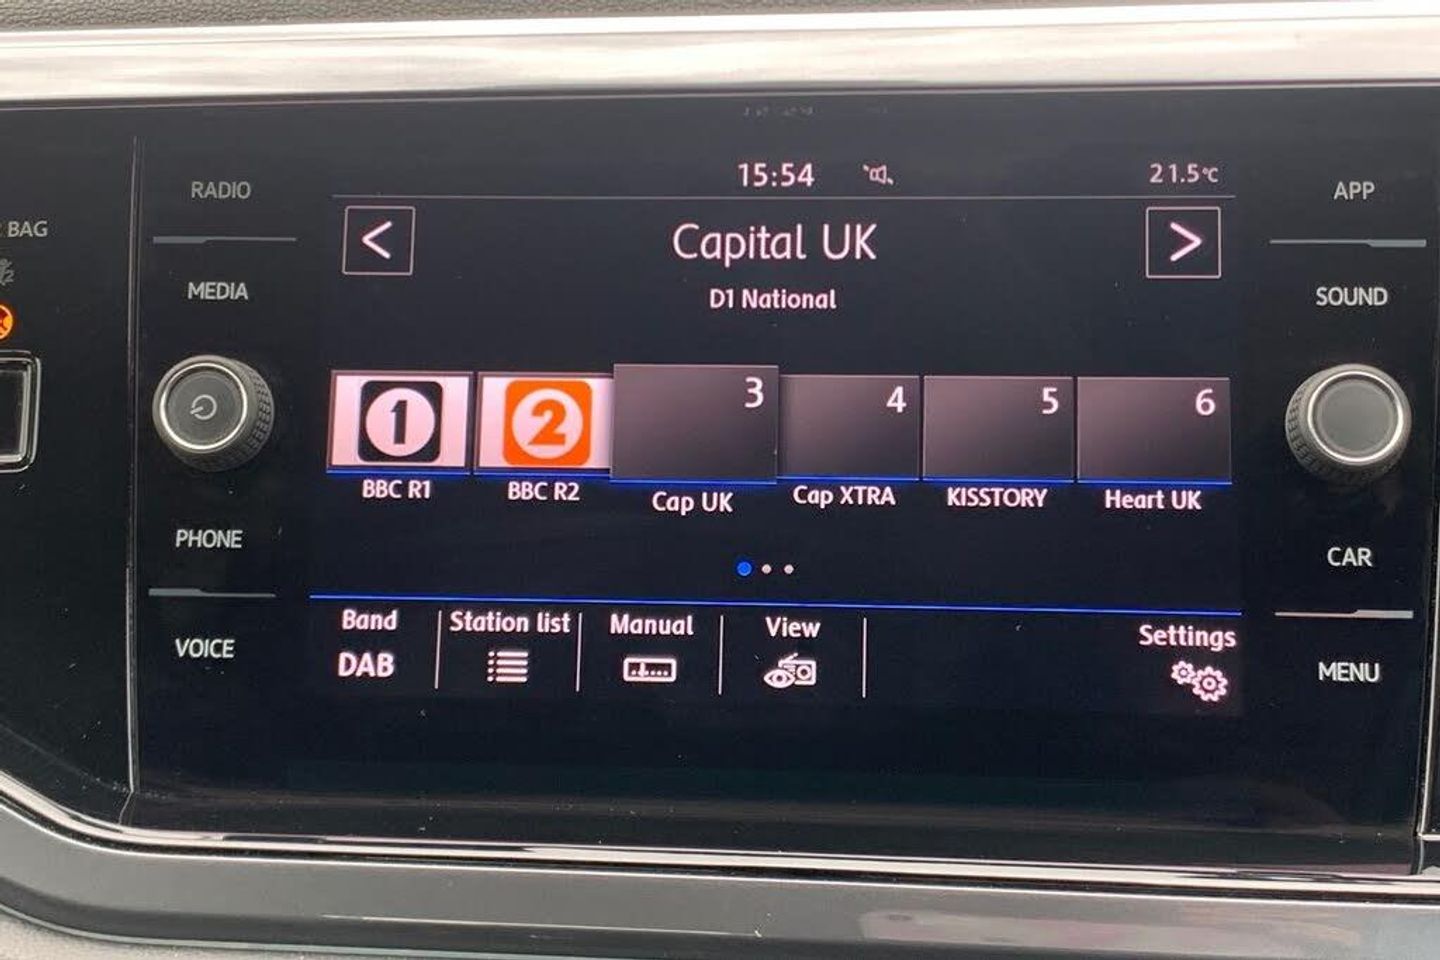 RADIO
15:54
21.5°C
APP
BAG
Capital UK
MEDIA
D1 National
SOUND
1
2
3
4
5
6
BBC R1
BBC R2
Cap UK
Cap XTRA
KISSTORY
Heart UK
PHONE
CAR
Band
Station list
Manual
View
Settings
VOICE
DAB
MENU